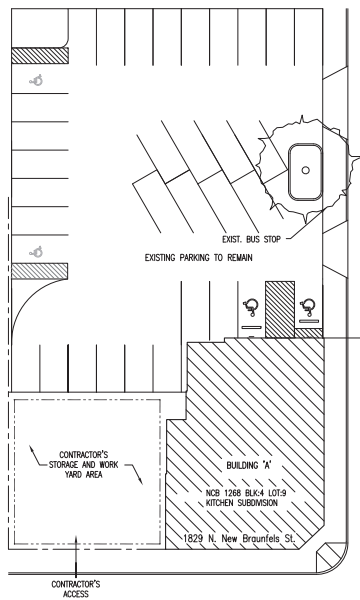 EXIST. BUS STOP
EXISTING PARKING TO REMAIN
CONTRACTOR'S
STORAGE AND WORK
YARD AREA
BUILDING 'A'
NCB 1268 BLK:4 LOT:9
KITCHEN SUBDIVISION
1829 N. New Braunfels St.
CONTRACTOR'S
ACCESS